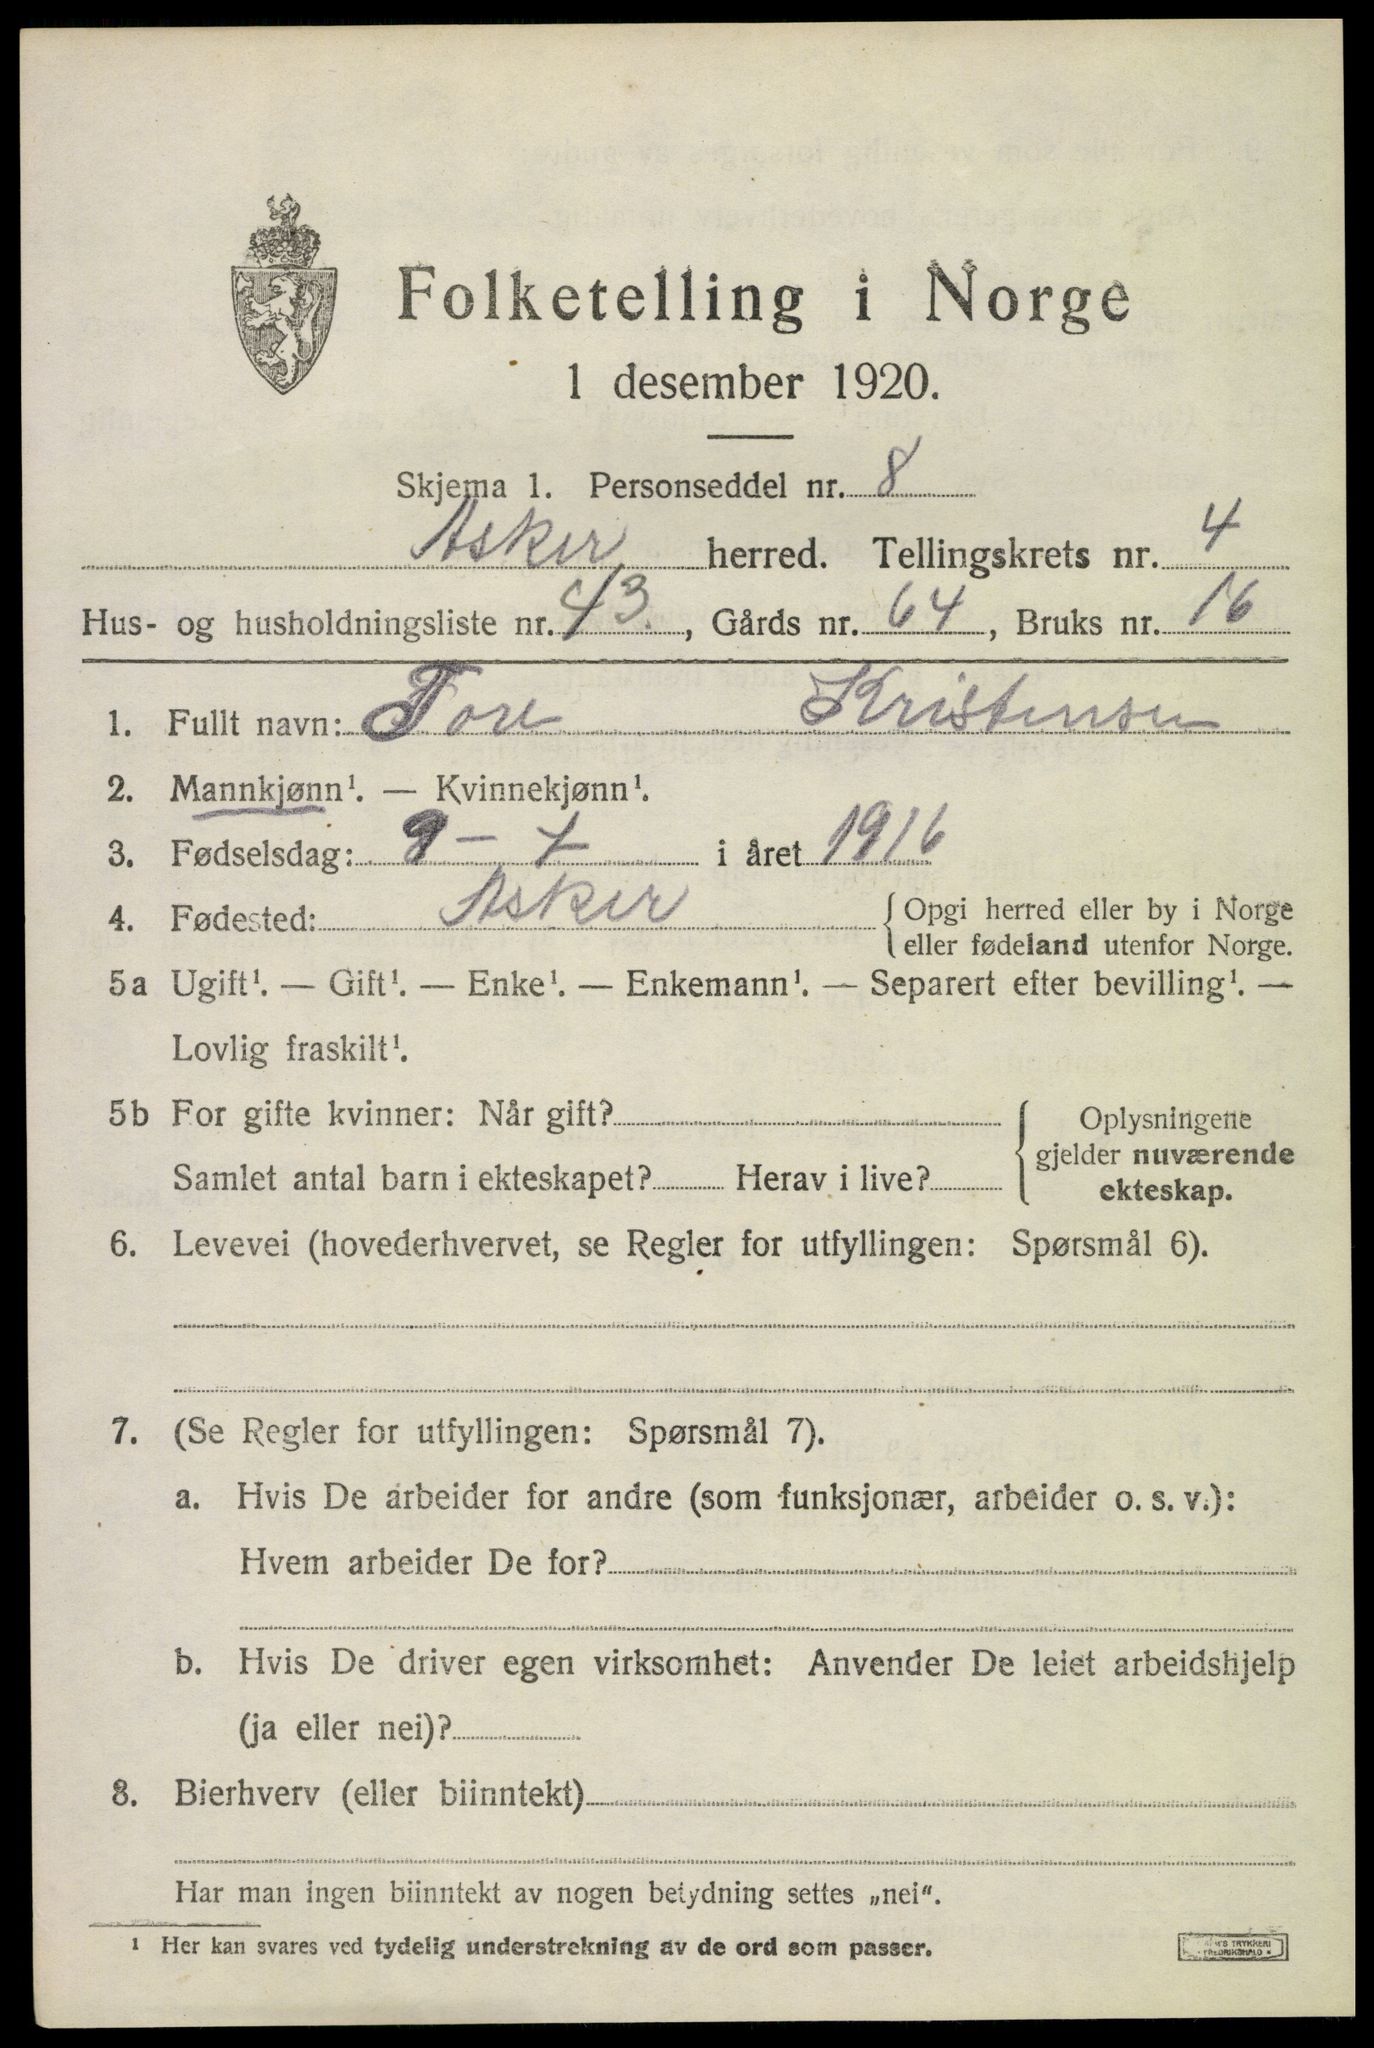 Folketelling i Norge
1 desember 1920.
Skjema 1. Personseddel nr. 8
Asker herred. Tellingskrets nr. 4
Hus- og husholdningsliste nr. 43., Gårds nr. 64, Bruks nr. 16
1. Fullt navn: Tore Kristensen
2. Mannkjønn¹. — Kvinnekjønn¹.
3. Fødselsdag: 9 - 7 i året 1916
4. Fødested: Asker { Opgi herred eller by i Norge
eller fødeland utenfor Norge.
5a Ugift¹. — Gift¹. — Enke¹. — Enkemann¹. — Separert efter bevilling¹. —
Lovlig fraskilt¹.
5b For gifte kvinner: Når gift? { Oplysningene
gjelder nuværende
Samlet antal barn i ekteskapet? Herav i live? ekteskap.
6. Levevei (hovederhvervet, se Regler for utfyllingen: Spørsmål 6).
7. (Se Regler for utfyllingen: Spørsmål 7).
a. Hvis De arbeider for andre (som funksjonær, arbeider o. s. v.):
Hvem arbeider De for?
b. Hvis De driver egen virksomhet: Anvender De leiet arbeidshjelp
(ja eller nei)?
8. Bierhverv (eller biinntekt)
Har man ingen biinntekt av nogen betydning settes „nei“.
¹ Her kan svares ved tydelig understrekning av de ord som passer.
TRYKKERI
FREDRIKSHALD